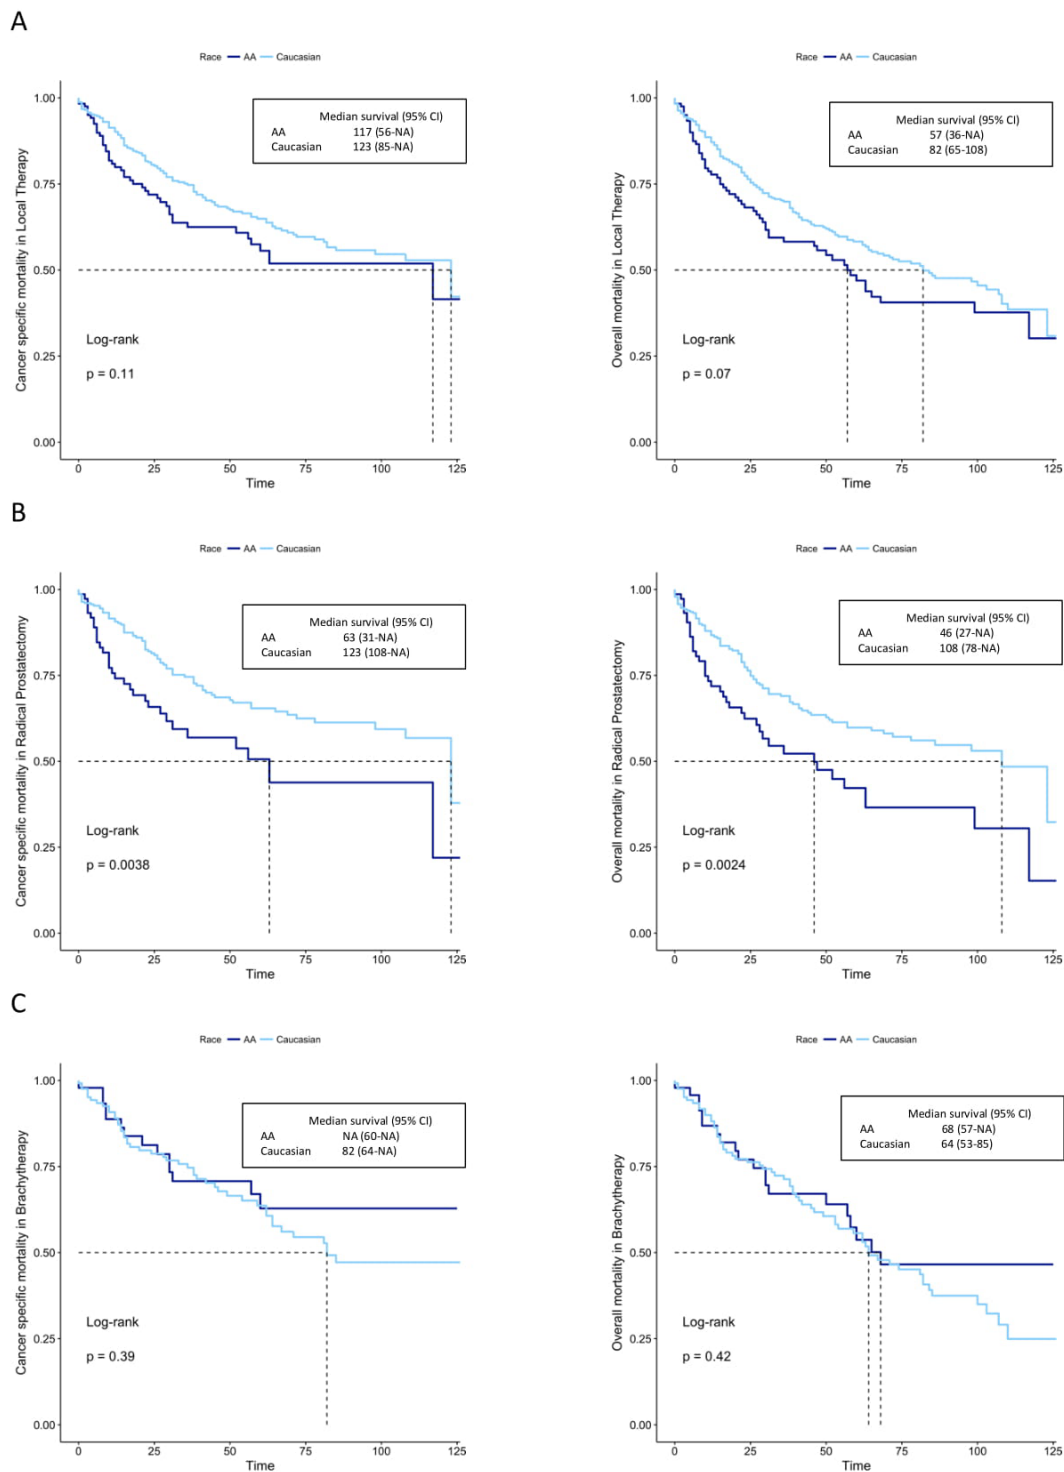 A
Race AA Caucasian
Cancer specific mortality in Local Therapy
1.00
0.75
0.50
0.25
0.00
Median survival (95% CI)
AA 117 (56-NA)
Caucasian 123 (85-NA)
Log-rank
p = 0.11
0 25 50 75 100 125
Time
Race AA Caucasian
Overall mortality in Local Therapy
1.00
0.75
0.50
0.25
0.00
Median survival (95% CI)
AA 57 (36-NA)
Caucasian 82 (65-108)
Log-rank
p = 0.07
0 25 50 75 100 125
Time
B
Race AA Caucasian
Cancer specific mortality in Radical Prostatectomy
1.00
0.75
0.50
0.25
0.00
Median survival (95% CI)
AA 63 (31-NA)
Caucasian 123 (108-NA)
Log-rank
p = 0.0038
0 25 50 75 100 125
Time
Race AA Caucasian
Overall mortality in Radical Prostatectomy
1.00
0.75
0.50
0.25
0.00
Median survival (95% CI)
AA 46 (27-NA)
Caucasian 108 (78-NA)
Log-rank
p = 0.0024
0 25 50 75 100 125
Time
C
Race AA Caucasian
Cancer specific mortality in Brachytherapy
1.00
0.75
0.50
0.25
0.00
Median survival (95% CI)
AA NA (60-NA)
Caucasian 82 (64-NA)
Log-rank
p = 0.39
0 25 50 75 100 125
Time
Race AA Caucasian
Overall mortality in Brachytherapy
1.00
0.75
0.50
0.25
0.00
Median survival (95% CI)
AA 68 (57-NA)
Caucasian 64 (53-85)
Log-rank
p = 0.42
0 25 50 75 100 125
Time